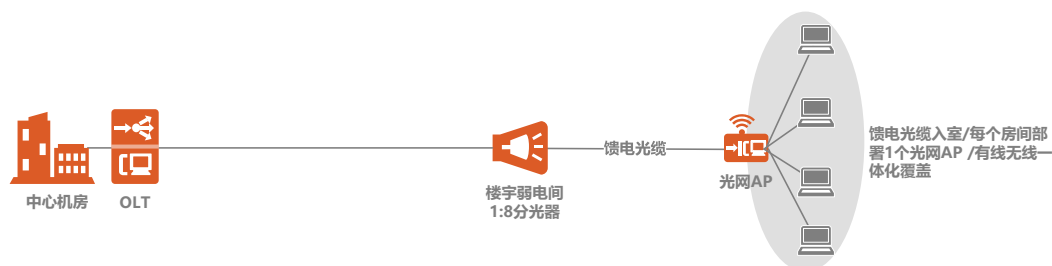 馈电光缆
馈电光缆入室/每个房间部
署1个光网AP /有线无线一
体化覆盖
光网AP
楼宇弱电间
1:8分光器
中心机房
OLT